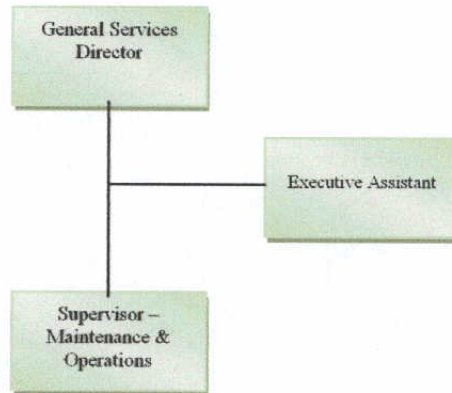 General Services
Director
Executive Assistant
Supervisor –
Maintenance &
Operations